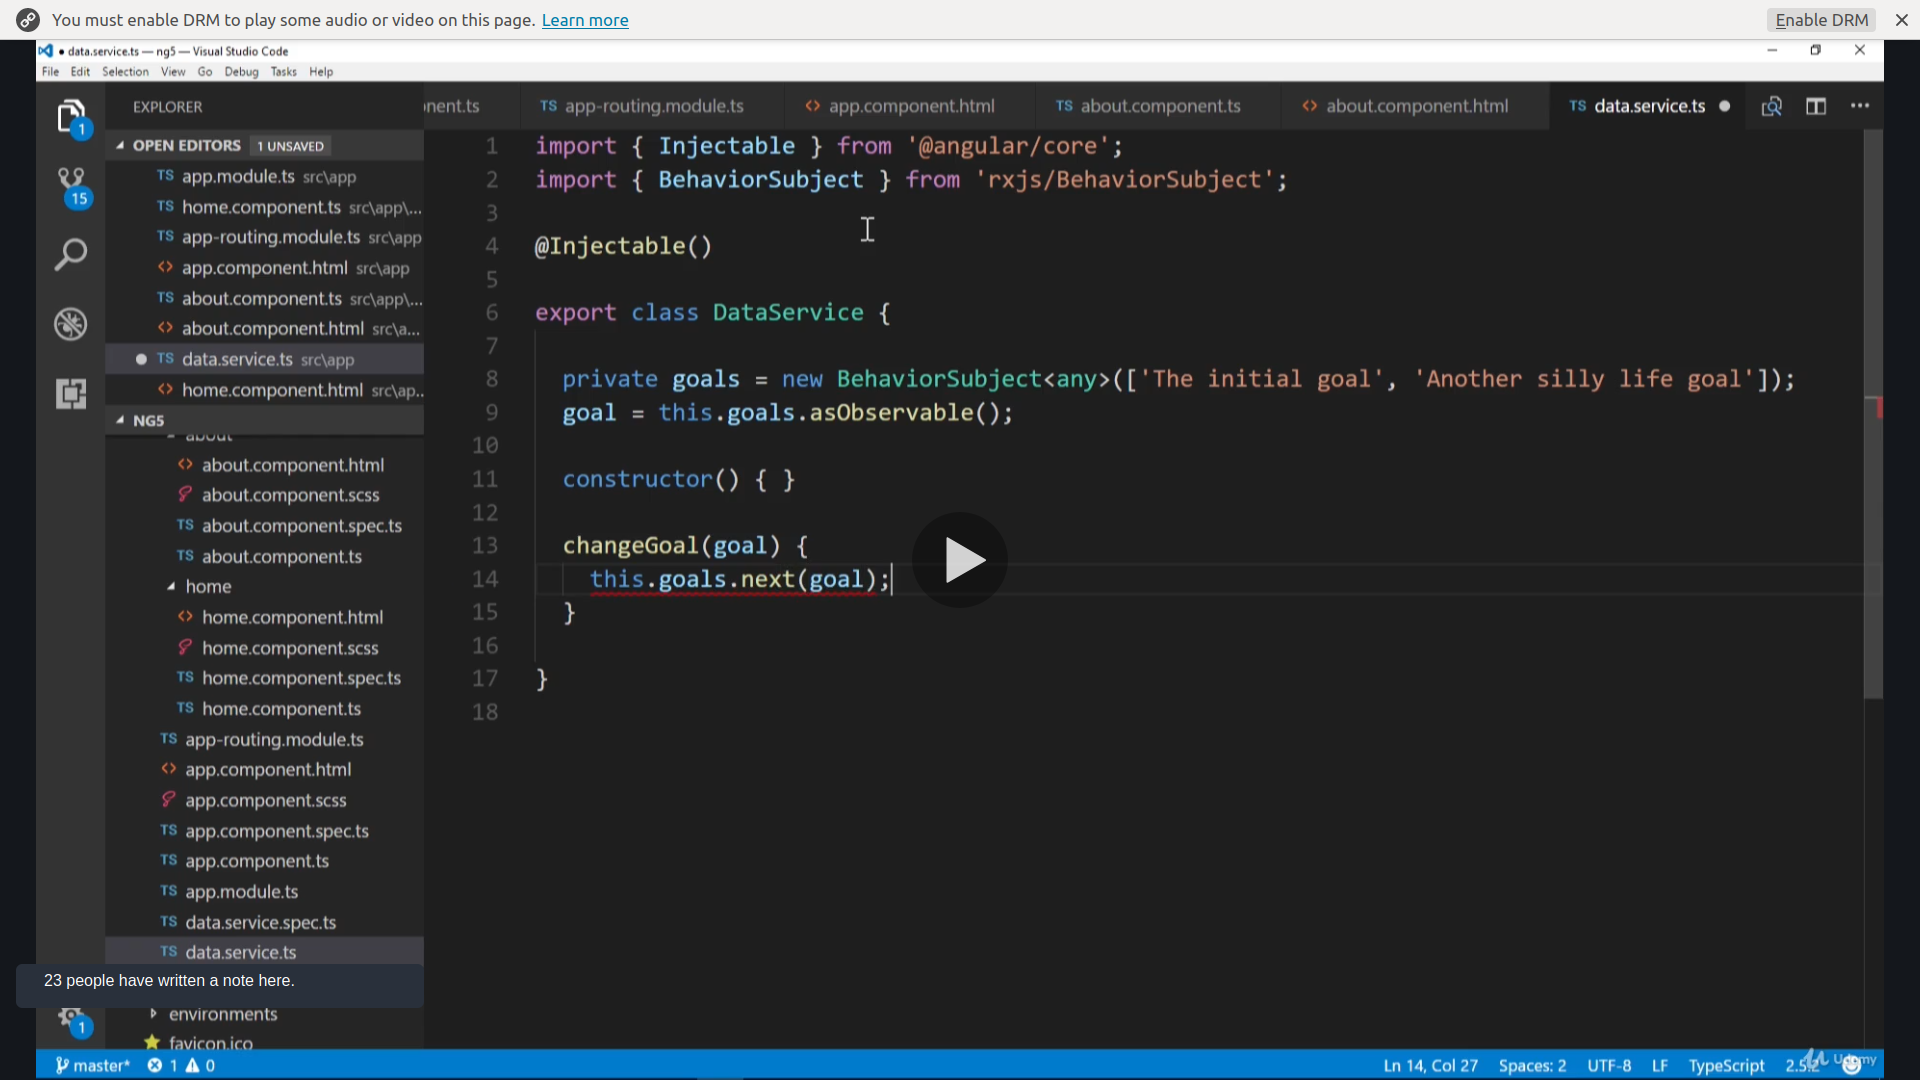 You must enable DRM to play some audio or video on this page. Learn more
Enable DRM
● data.service.ts — ng5 — Visual Studio Code
File Edit Selection View Go Debug Tasks Help
EXPLORER
nent.ts
TS app-routing.module.ts
<> app.component.html
TS about.component.ts
<> about.component.html
TS data.service.ts ●
1
15
OPEN EDITORS 1 UNSAVED
TS app.module.ts src\app
TS home.component.ts src\app\...
TS app-routing.module.ts src\app
<> app.component.html src\app
TS about.component.ts src\app\...
<> about.component.html src\a...
● TS data.service.ts src\app
<> home.component.html src\ap...
NG5
about
<> about.component.html
about.component.scss
TS about.component.spec.ts
TS about.component.ts
home
<> home.component.html
home.component.scss
TS home.component.spec.ts
TS home.component.ts
TS app-routing.module.ts
<> app.component.html
app.component.scss
TS app.component.spec.ts
TS app.component.ts
TS app.module.ts
TS data.service.spec.ts
TS data.service.ts
23 people have written a note here.
environments
favicon.ico
1
1 import { Injectable } from '@angular/core';
2 import { BehaviorSubject } from 'rxjs/BehaviorSubject';
3
4 @Injectable()
5
6 export class DataService {
7
8 private goals = new BehaviorSubject<any>(['The initial goal', 'Another silly life goal']);
9 goal = this.goals.asObservable();
10
11 constructor() { }
12
13 changeGoal(goal) {
14 this.goals.next(goal);
15 }
16
17 }
18
master* 1 0
Ln 14, Col 27 Spaces: 2 UTF-8 LF TypeScript 2.5.2
Udemy